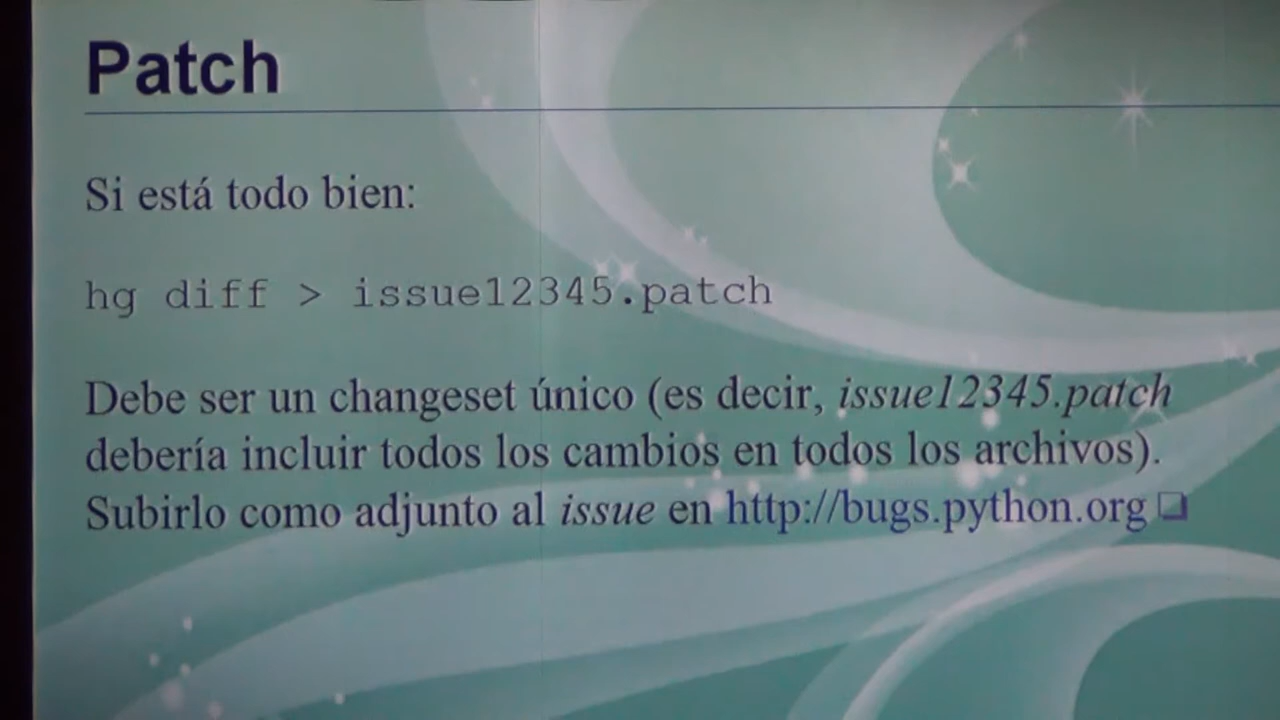 Patch
Si está todo bien:
hg diff > issue12345.patch
Debe ser un changeset único (es decir, issue12345.patch
debería incluir todos los cambios en todos los archivos).
Subirlo como adjunto al issue en http://bugs.python.org